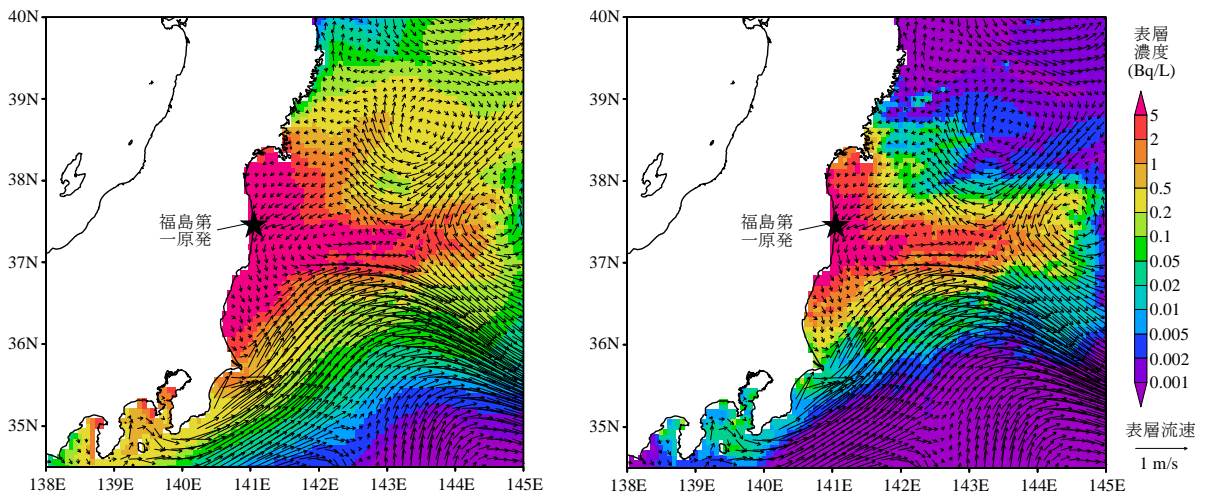 40N
39N
38N
37N
36N
35N
138E
139E
140E
141E
142E
143E
144E
145E
福島第
一原発
40N
39N
38N
37N
36N
35N
138E
139E
140E
141E
142E
143E
144E
145E
福島第
一原発
表層
濃度
(Bq/L)
5
2
1
0.5
0.2
0.1
0.05
0.02
0.01
0.005
0.002
0.001
表層流速
1 m/s